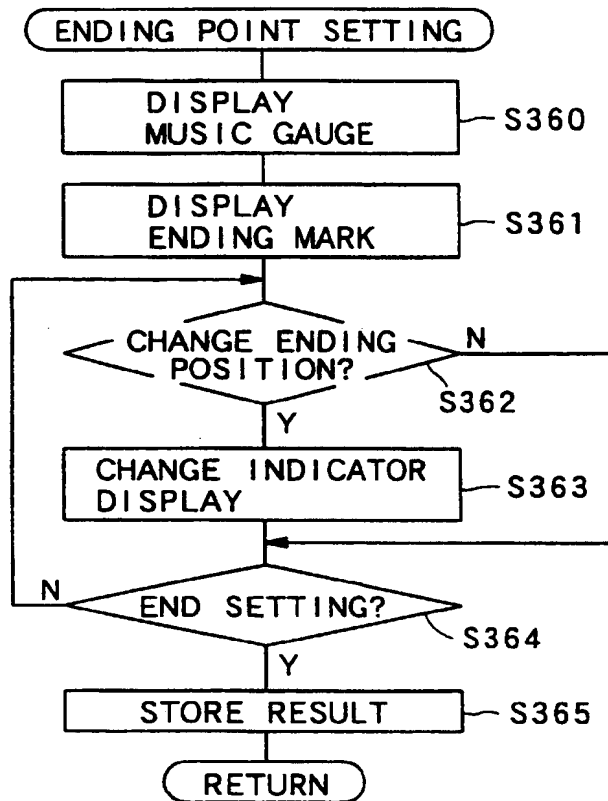 ENDING POINT SETTING
DISPLAY
MUSIC GAUGE
S360
DISPLAY
ENDING MARK
S361
CHANGE ENDING
POSITION?
N
S362
Y
CHANGE INDICATOR
DISPLAY
S363
N
END SETTING?
S364
Y
STORE RESULT
S365
RETURN